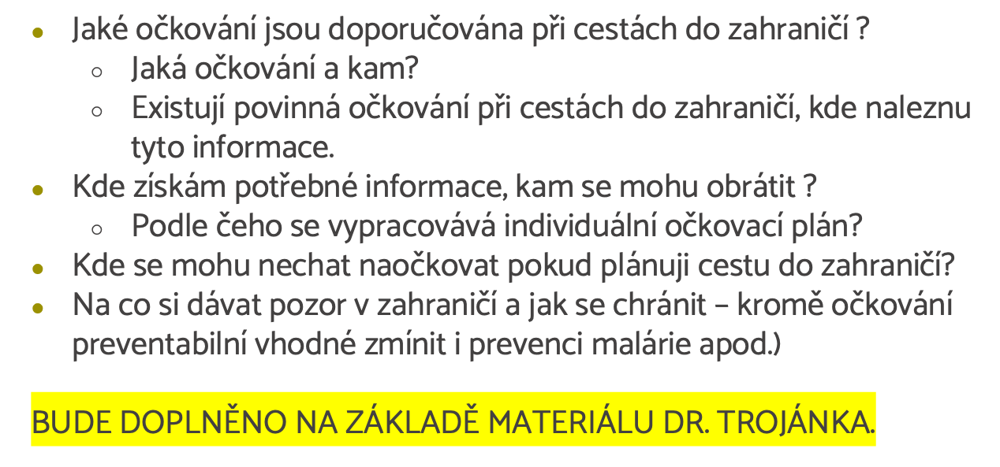 • Jaké očkování jsou doporučována při cestách do zahraničí ?
○ Jaká očkování a kam?
○ Existují povinná očkování při cestách do zahraničí, kde naleznu
tyto informace.
• Kde získám potřebné informace, kam se mohu obrátit ?
○ Podle čeho se vypracovává individuální očkovací plán?
• Kde se mohu nechat naočkovat pokud plánuji cestu do zahraničí?
• Na co si dávat pozor v zahraničí a jak se chránit – kromě očkování
preventabilní vhodné zmínit i prevenci malárie apod.)
BUDE DOPLNĚNO NA ZÁKLADĚ MATERIÁLU DR. TROJÁNKA.